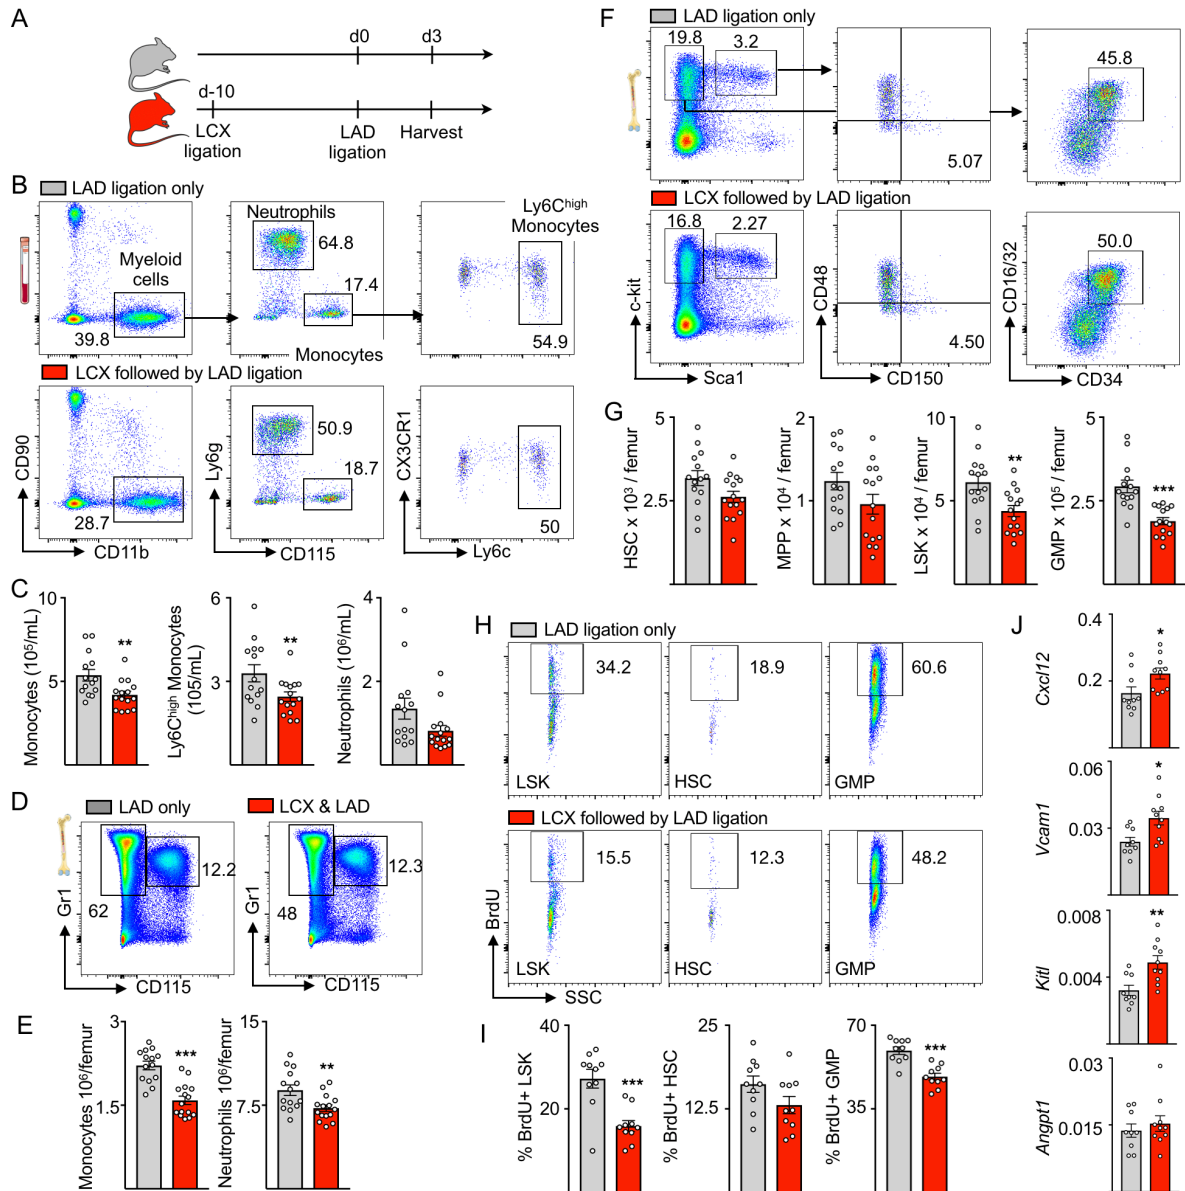 A
d0
d3
d-10
LCX
ligation
LAD
ligation
Harvest
B
LAD ligation only
Myeloid
cells
39.8
Neutrophils
64.8
17.4
Monocytes
Ly6Chigh
Monocytes
54.9
LCX followed by LAD ligation
CD90
28.7
CD11b
Ly6g
50.9
18.7
CD115
CX3CR1
50
Ly6c
C
Monocytes (10⁵/mL)
10
5
**
Ly6Chigh Monocytes
(105/mL)
6
3
**
Neutrophils (10⁶/mL)
4
2
D
LAD only
LCX & LAD
Gr1
62
12.2
CD115
Gr1
48
12.3
CD115
E
Monocytes 10⁶/femur
3
1.5
***
Neutrophils 10⁶/femur
15
7.5
**
F
LAD ligation only
19.8
3.2
5.07
45.8
LCX followed by LAD ligation
16.8
2.27
c-kit
Sca1
CD48
4.50
CD150
CD16/32
50.0
CD34
G
HSC x 10³ / femur
5
2.5
MPP x 10⁴ / femur
2
1
LSK x 10⁴ / femur
10
5
**
GMP x 10⁵ / femur
5
2.5
***
H
LAD ligation only
34.2
LSK
18.9
HSC
60.6
GMP
LCX followed by LAD ligation
15.5
LSK
12.3
HSC
48.2
GMP
BrdU
SSC
I
% BrdU+ LSK
40
20
***
% BrdU+ HSC
25
12.5
% BrdU+ GMP
70
35
***
J
Cxcl12
0.4
0.2
*
Vcam1
0.06
0.03
*
Kitl
0.008
0.004
**
Angpt1
0.03
0.015